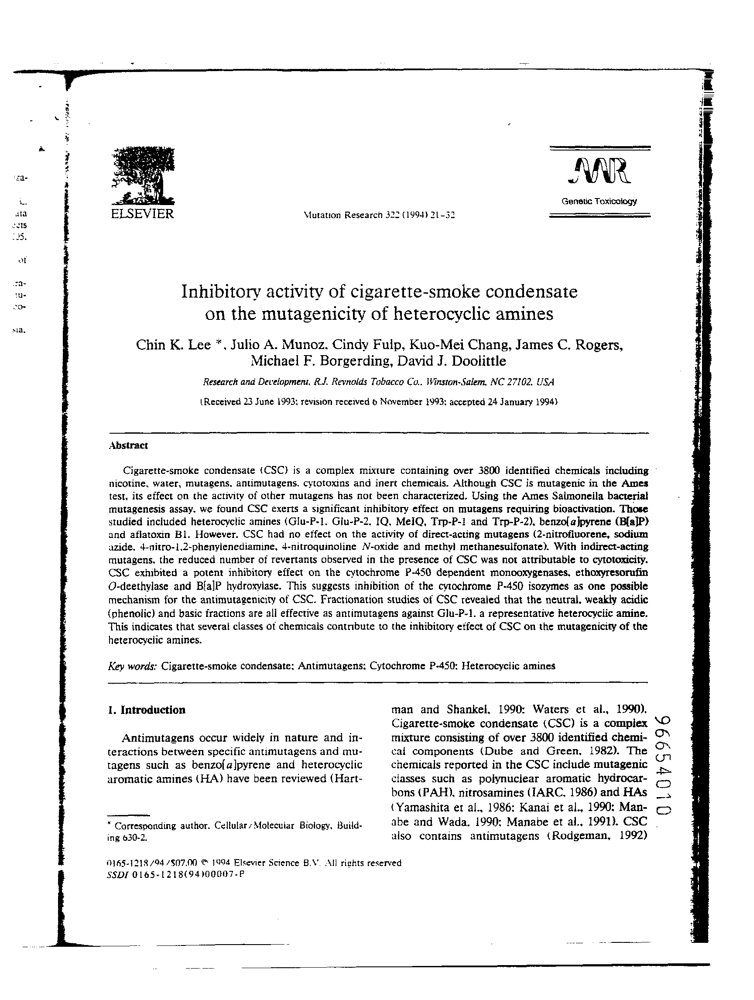 ELSEVIER
Mutation Research 322 (1994) 21-32
Genetic Toxicology
Inhibitory activity of cigarette-smoke condensate
on the mutagenicity of heterocyclic amines
Chin K. Lee *, Julio A. Munoz, Cindy Fulp, Kuo-Mei Chang, James C. Rogers,
Michael F. Borgerding, David J. Doolittle
Research and Development, R.J. Reynolds Tobacco Co., Winston-Salem, NC 27102, USA
(Received 23 June 1993; revision received 6 November 1993; accepted 24 January 1994)
Abstract
Cigarette-smoke condensate (CSC) is a complex mixture containing over 3800 identified chemicals including
nicotine, water, mutagens, antimutagens, cytotoxins and inert chemicals. Although CSC is mutagenic in the Ames
test, its effect on the activity of other mutagens has not been characterized. Using the Ames Salmonella bacterial
mutagenesis assay, we found CSC exerts a significant inhibitory effect on mutagens requiring bioactivation. Those
studied included heterocyclic amines (Glu-P-1, Glu-P-2, IQ, MeIQ, Trp-P-1 and Trp-P-2), benzo[a]pyrene (B[a]P)
and aflatoxin B1. However, CSC had no effect on the activity of direct-acting mutagens (2-nitrofluorene, sodium
azide, 4-nitro-1,2-phenylenediamine, 4-nitroquinoline N-oxide and methyl methanesulfonate). With indirect-acting
mutagens, the reduced number of revertants observed in the presence of CSC was not attributable to cytotoxicity.
CSC exhibited a potent inhibitory effect on the cytochrome P-450 dependent monooxygenases, ethoxyresorufin
O-deethylase and B[a]P hydroxylase. This suggests inhibition of the cytochrome P-450 isozymes as one possible
mechanism for the antimutagenicity of CSC. Fractionation studies of CSC revealed that the neutral, weakly acidic
(phenolic) and basic fractions are all effective as antimutagens against Glu-P-1, a representative heterocyclic amine.
This indicates that several classes of chemicals contribute to the inhibitory effect of CSC on the mutagenicity of the
heterocyclic amines.
Key words: Cigarette-smoke condensate; Antimutagens; Cytochrome P-450; Heterocyclic amines
1. Introduction
Antimutagens occur widely in nature and in-
teractions between specific antimutagens and mu-
tagens such as benzo[a]pyrene and heterocyclic
aromatic amines (HA) have been reviewed (Hart-
* Corresponding author. Cellular/Molecular Biology, Build-
ing 630-2.
man and Shankel, 1990; Waters et al., 1990).
Cigarette-smoke condensate (CSC) is a complex
mixture consisting of over 3800 identified chemi-
cal components (Dube and Green, 1982). The
chemicals reported in the CSC include mutagenic
classes such as polynuclear aromatic hydrocar-
bons (PAH), nitrosamines (IARC, 1986) and HAs
(Yamashita et al., 1986; Kanai et al., 1990; Man-
abe and Wada, 1990; Manabe et al., 1991). CSC
also contains antimutagens (Rodgeman, 1992)
0165-1218/94/$07.00 © 1994 Elsevier Science B.V. All rights reserved
SSDI 0165-1218(94)00007-P